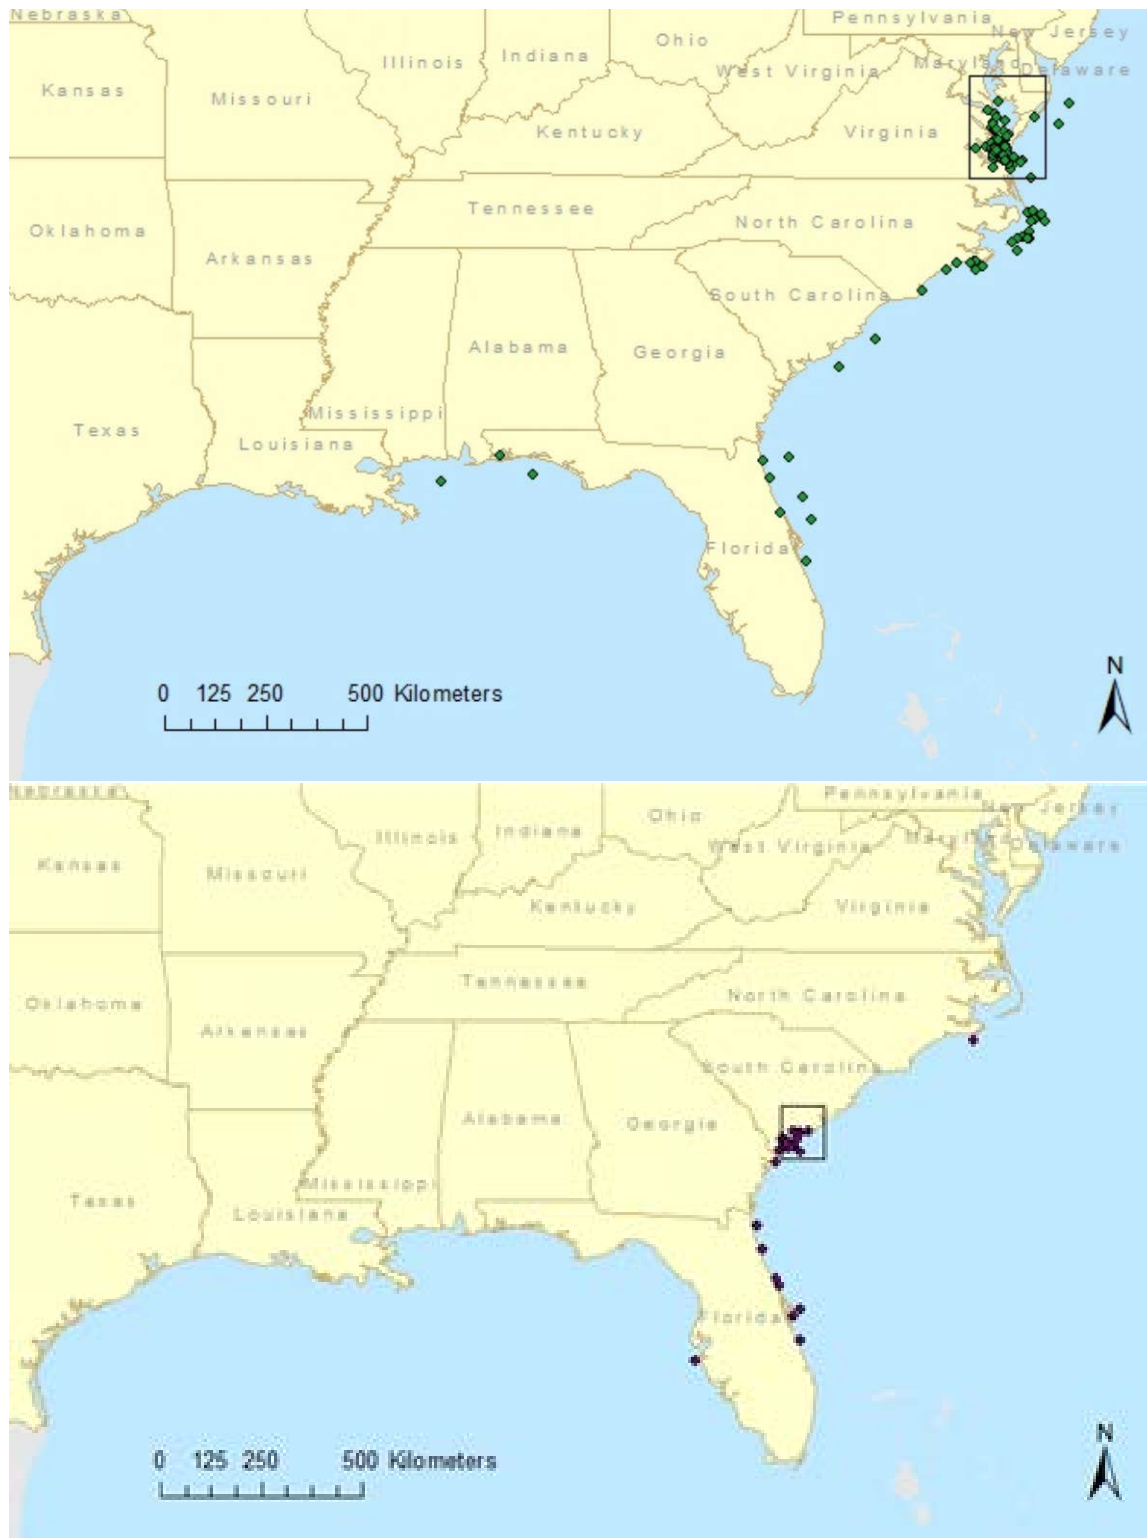 Nebraska
Pennsylvania
New Jersey
Ohio
Indiana
Illinois
West Virginia
Maryland
Delaware
Kansas
Missouri
Kentucky
Virginia
Tennessee
North Carolina
Oklahoma
Arkansas
South Carolina
Alabama
Georgia
Mississippi
Texas
Louisiana
Florida
N
0 125 250 500 Kilometers
Nebraska
Pennsylvania
New Jersey
Ohio
Indiana
Illinois
West Virginia
Maryland
Delaware
Kansas
Missouri
Kentucky
Virginia
Tennessee
North Carolina
Oklahoma
Arkansas
South Carolina
Alabama
Georgia
Mississippi
Texas
Louisiana
Florida
N
0 125 250 500 Kilometers